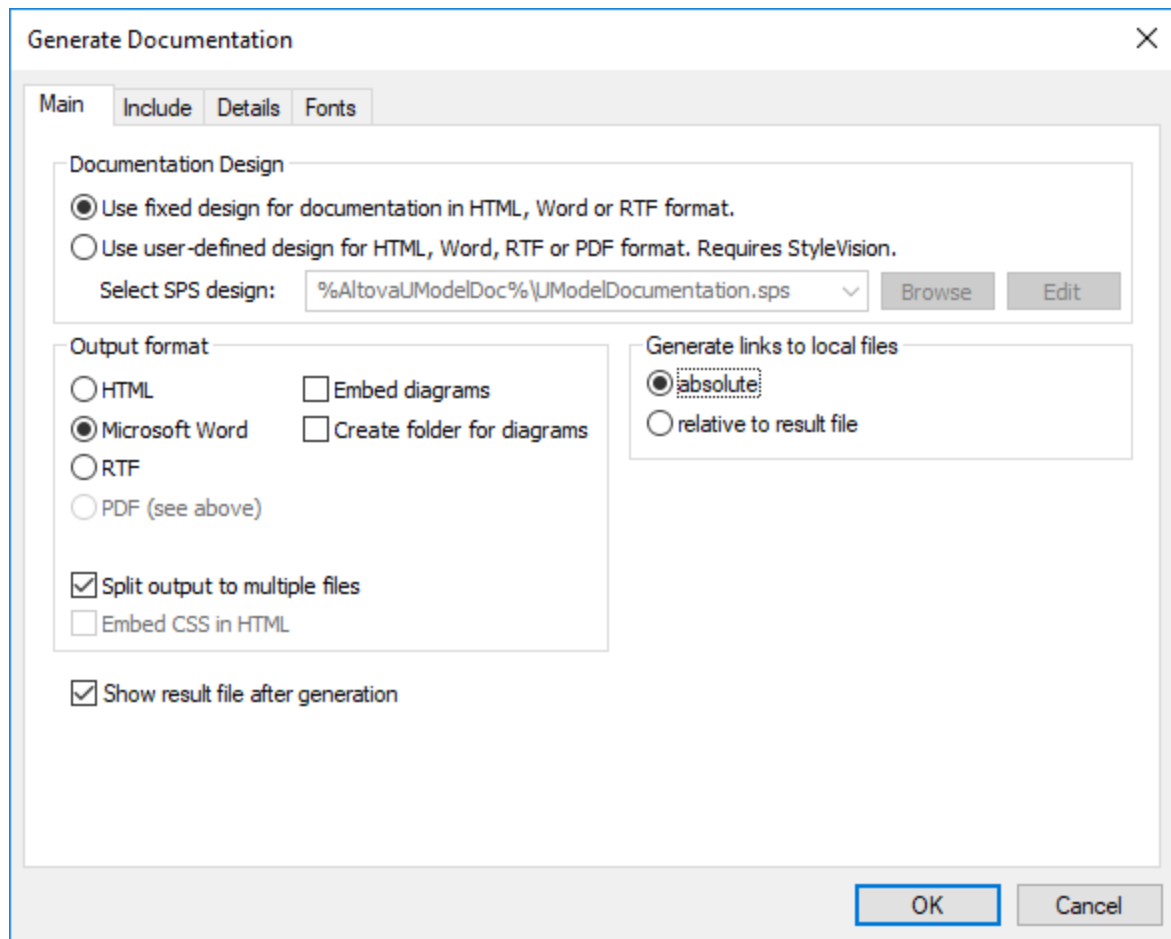 Generate Documentation
Main Include Details Fonts
Documentation Design
Use fixed design for documentation in HTML, Word or RTF format.
Use user-defined design for HTML, Word, RTF or PDF format. Requires StyleVision.
Select SPS design: %AltovaUModelDoc%\UModelDocumentation.sps Browse Edit
Output format
HTML Embed diagrams
Microsoft Word Create folder for diagrams
RTF
PDF (see above)
Split output to multiple files
Embed CSS in HTML
Generate links to local files
absolute
relative to result file
Show result file after generation
OK Cancel